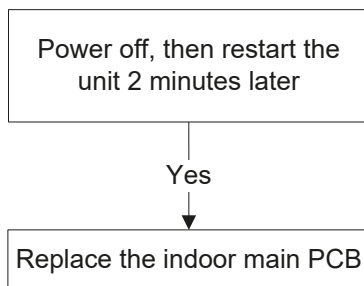 Power off, then restart the
unit 2 minutes later
Yes
Replace the indoor main PCB